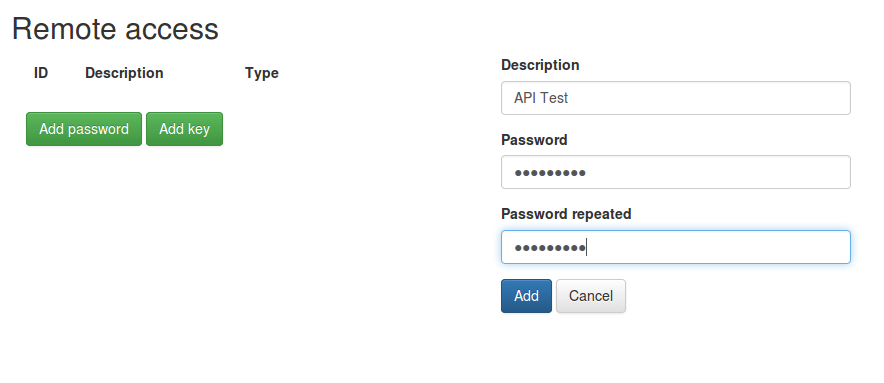 Remote access
ID Description Type
Add password Add key
Description
API Test
Password
•••••••••
Password repeated
•••••••••
Add Cancel